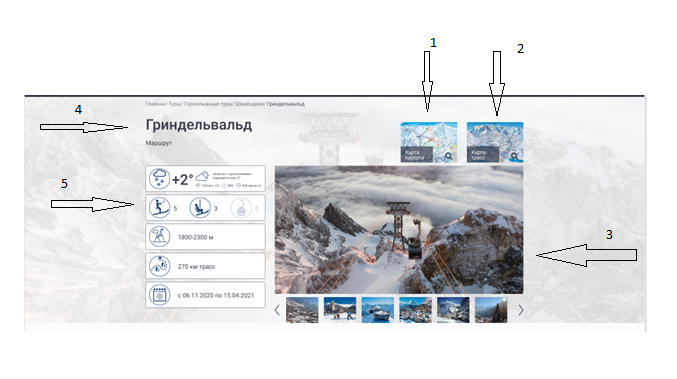 1
2
Главная/ Туры/ Горнолыжные туры/ Швейцария/ Гриндельвальд
4
Гриндельвальд
Маршрут
Карта
курорта
Карта
трасс
+2°
5
5 3 0
3
1800-2300 м
270 км трасс
с 06.11.2020 по 15.04.2021